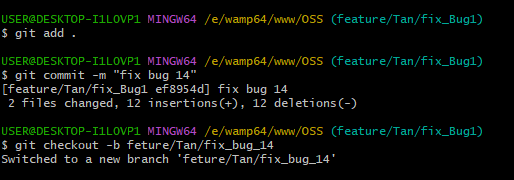 USER@DESKTOP-I1LOVP1 MINGW64 /e/wamp64/www/OSS (feature/Tan/fix_Bug1)
$ git add .
USER@DESKTOP-I1LOVP1 MINGW64 /e/wamp64/www/OSS (feature/Tan/fix_Bug1)
$ git commit -m "fix bug 14"
[feature/Tan/fix_Bug1 ef8954d] fix bug 14
 2 files changed, 12 insertions(+), 12 deletions(-)
USER@DESKTOP-I1LOVP1 MINGW64 /e/wamp64/www/OSS (feature/Tan/fix_Bug1)
$ git checkout -b feture/Tan/fix_bug_14
Switched to a new branch 'feture/Tan/fix_bug_14'